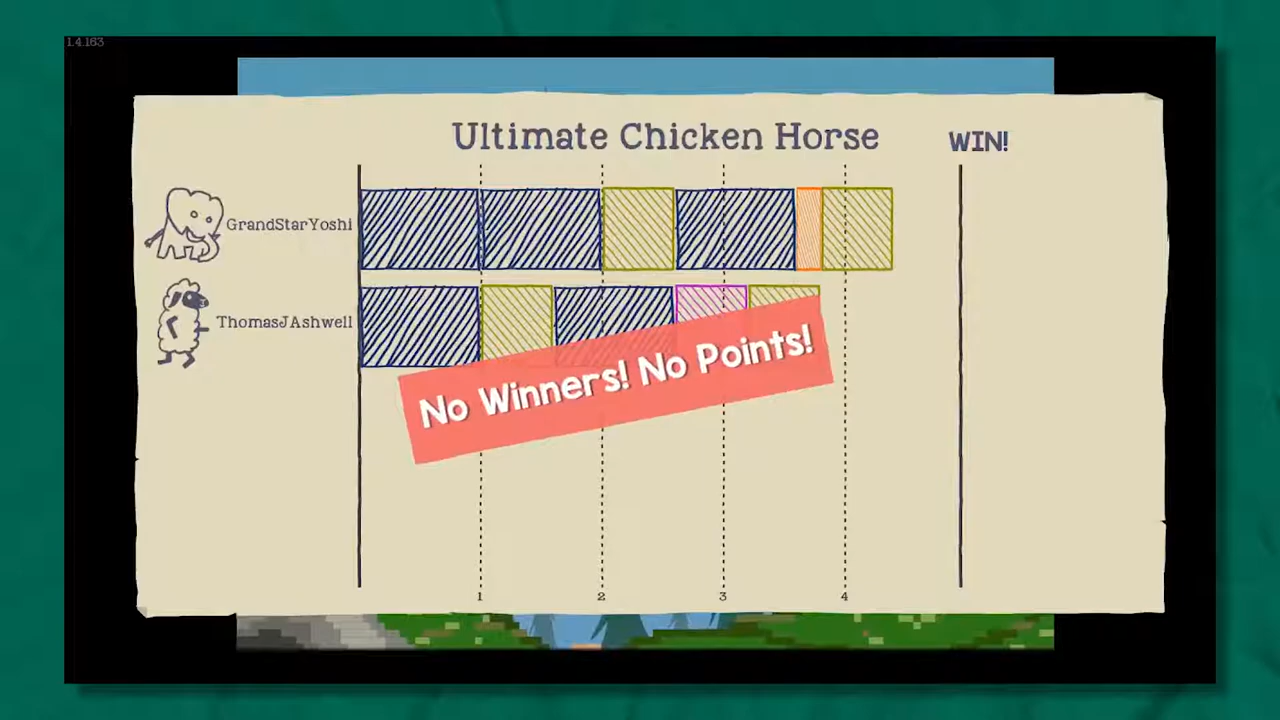 1.4.163
Ultimate Chicken Horse
WIN!
GrandStarYoshi
ThomasJAshwell
No Winners! No Points!
1 2 3 4